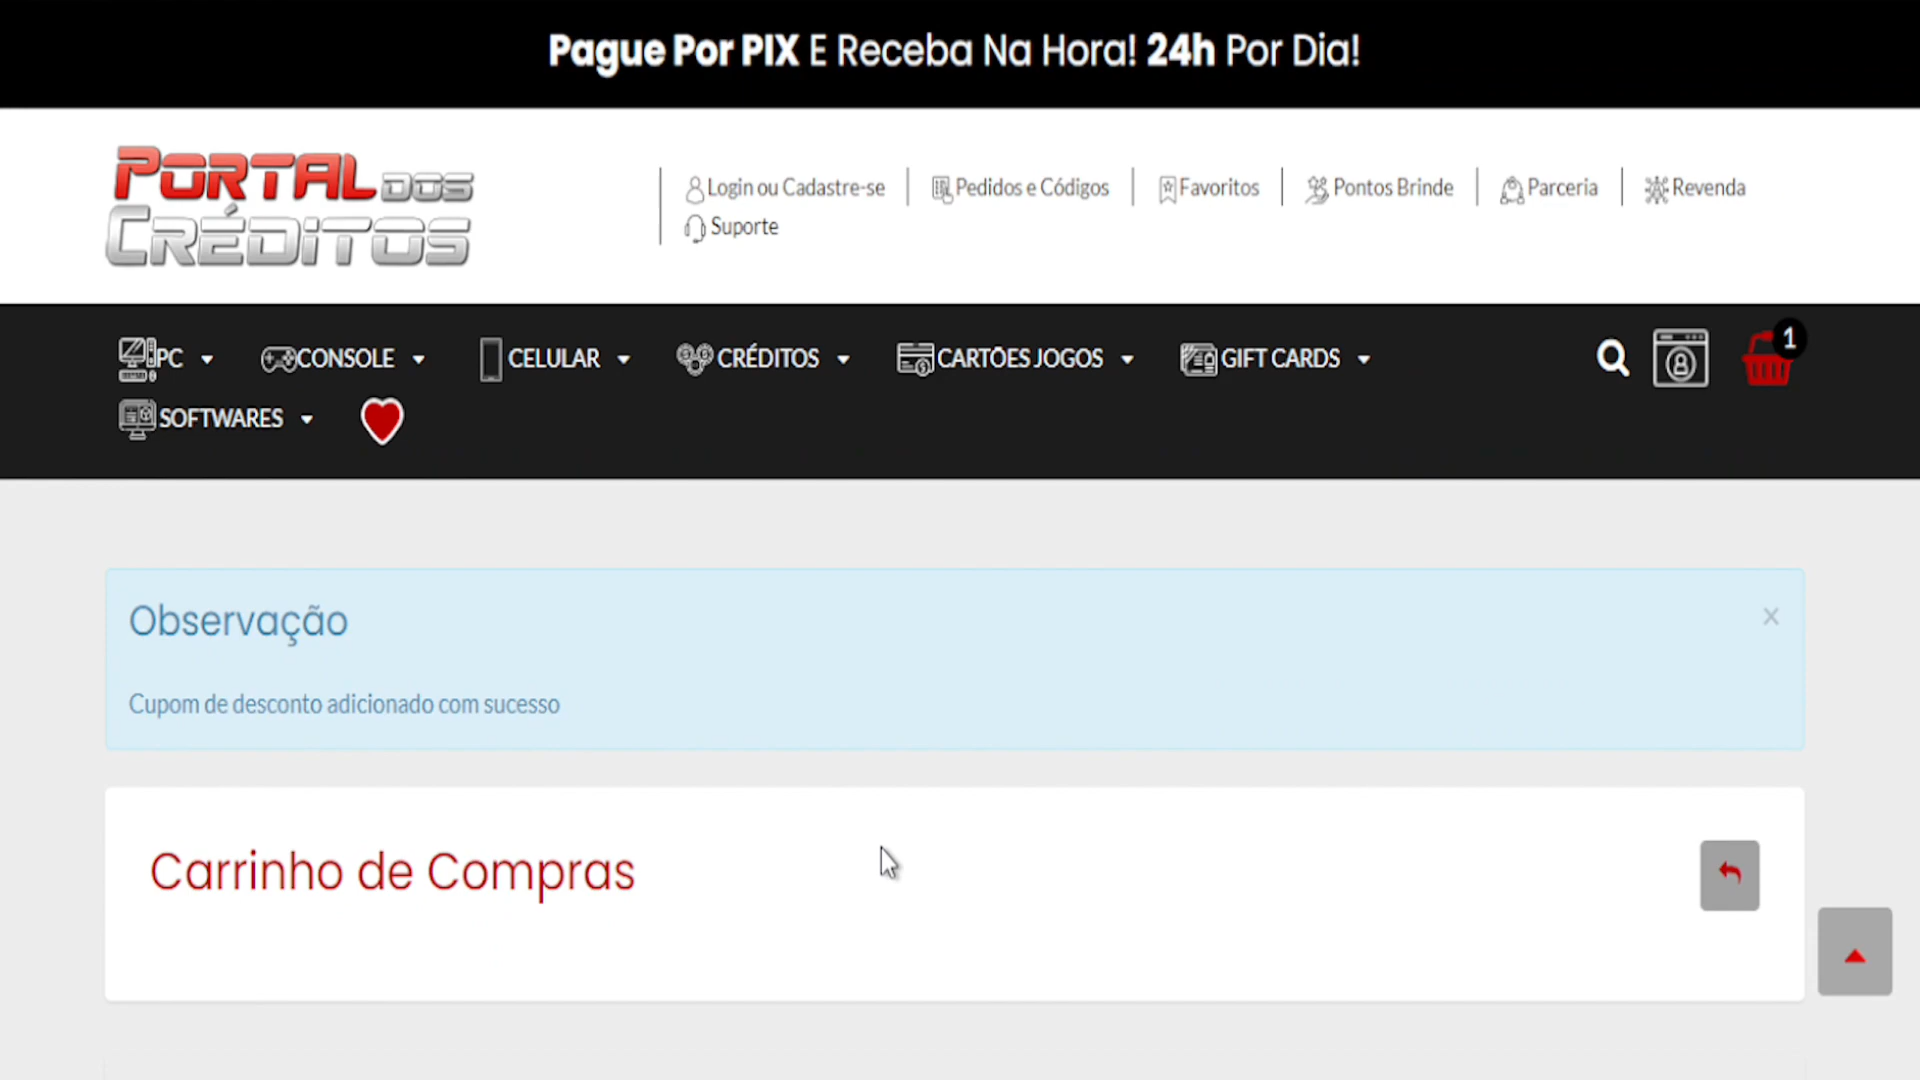 Pague Por PIX E Receba Na Hora! 24h Por Dia!
PORTAL DOS
CRÉDITOS
Login ou Cadastre-se
Pedidos e Códigos
Favoritos
Pontos Brinde
Parceria
Revenda
Suporte
PC
CONSOLE
CELULAR
CRÉDITOS
CARTÕES JOGOS
GIFT CARDS
1
SOFTWARES
Observação
×
Cupom de desconto adicionado com sucesso
Carrinho de Compras